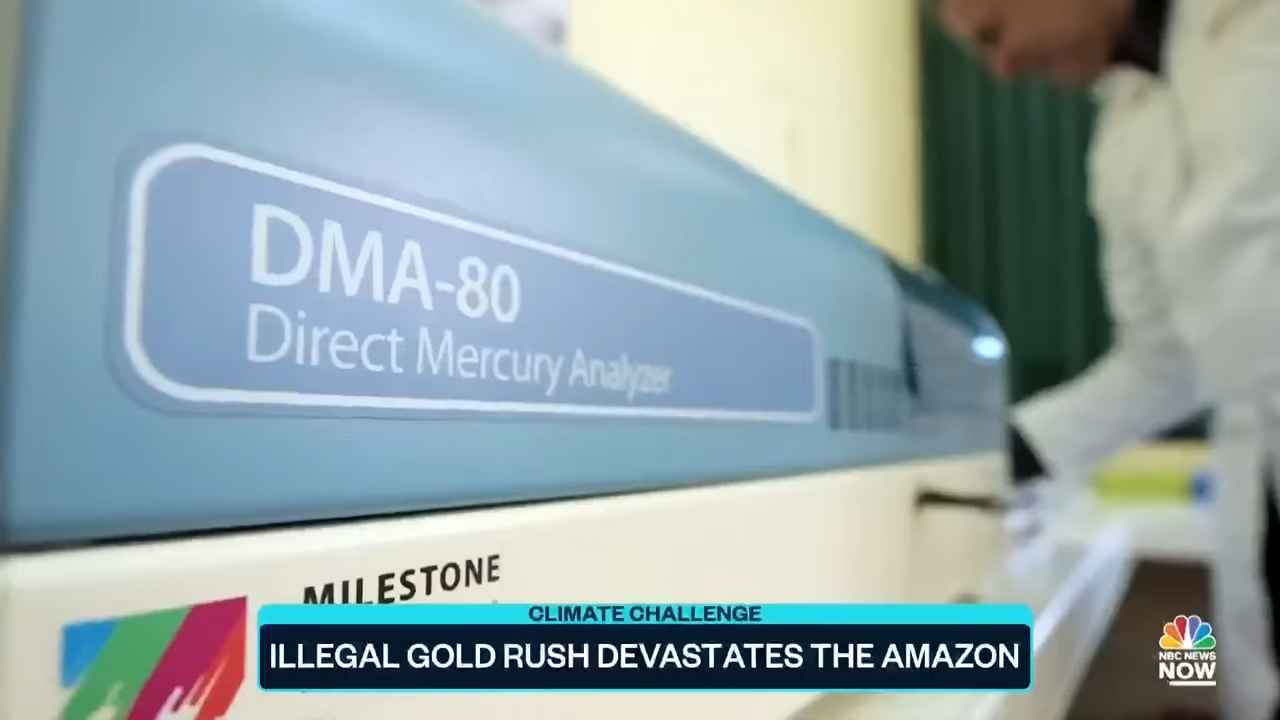 DMA-80
Direct Mercury Analyzer
MILESTONE
CLIMATE CHALLENGE
ILLEGAL GOLD RUSH DEVASTATES THE AMAZON
NBC NEWS
NOW